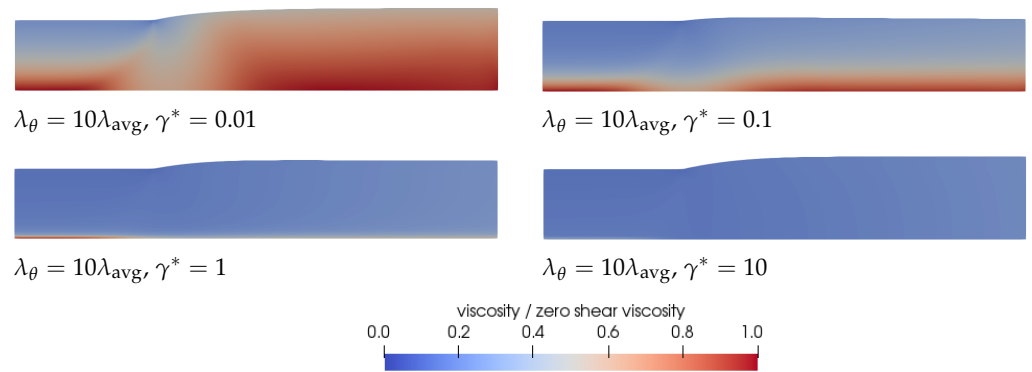 λθ = 10λavg, γ* = 0.01
λθ = 10λavg, γ* = 0.1
λθ = 10λavg, γ* = 1
λθ = 10λavg, γ* = 10
viscosity / zero shear viscosity
0.0 0.2 0.4 0.6 0.8 1.0